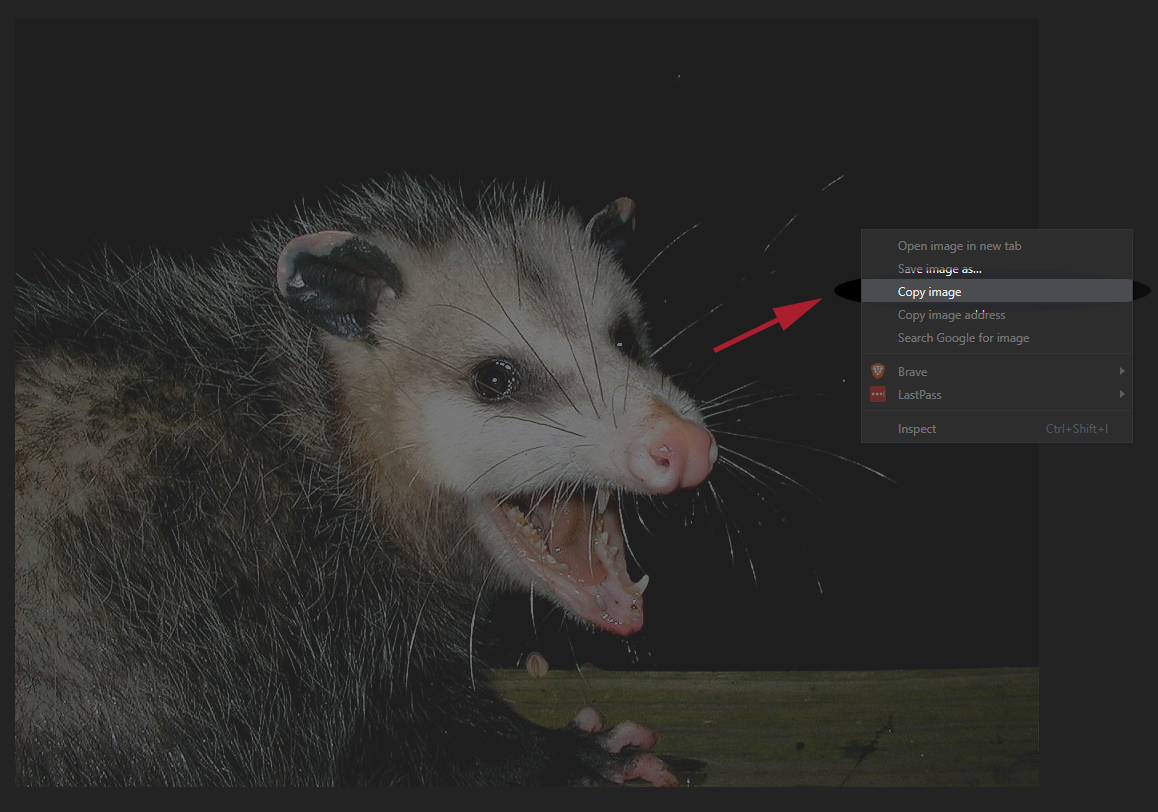 Open image in new tab
Save image as...
Copy image
Copy image address
Search Google for image
Brave
LastPass
Inspect Ctrl+Shift+I